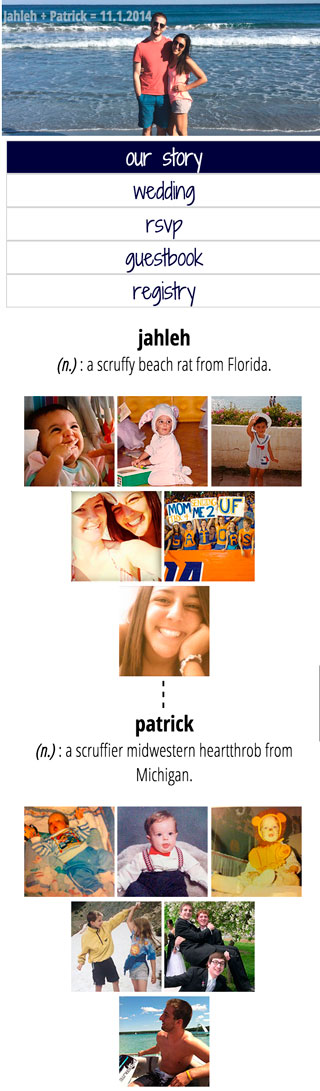 Jahleh + Patrick = 11.1.2014
our story
wedding
rsvp
guestbook
registry
jahleh
(n.) : a scruffy beach rat from Florida.
MOM
ME 2 UF
GATORS
patrick
(n.) : a scruffier midwestern heartthrob from
Michigan.